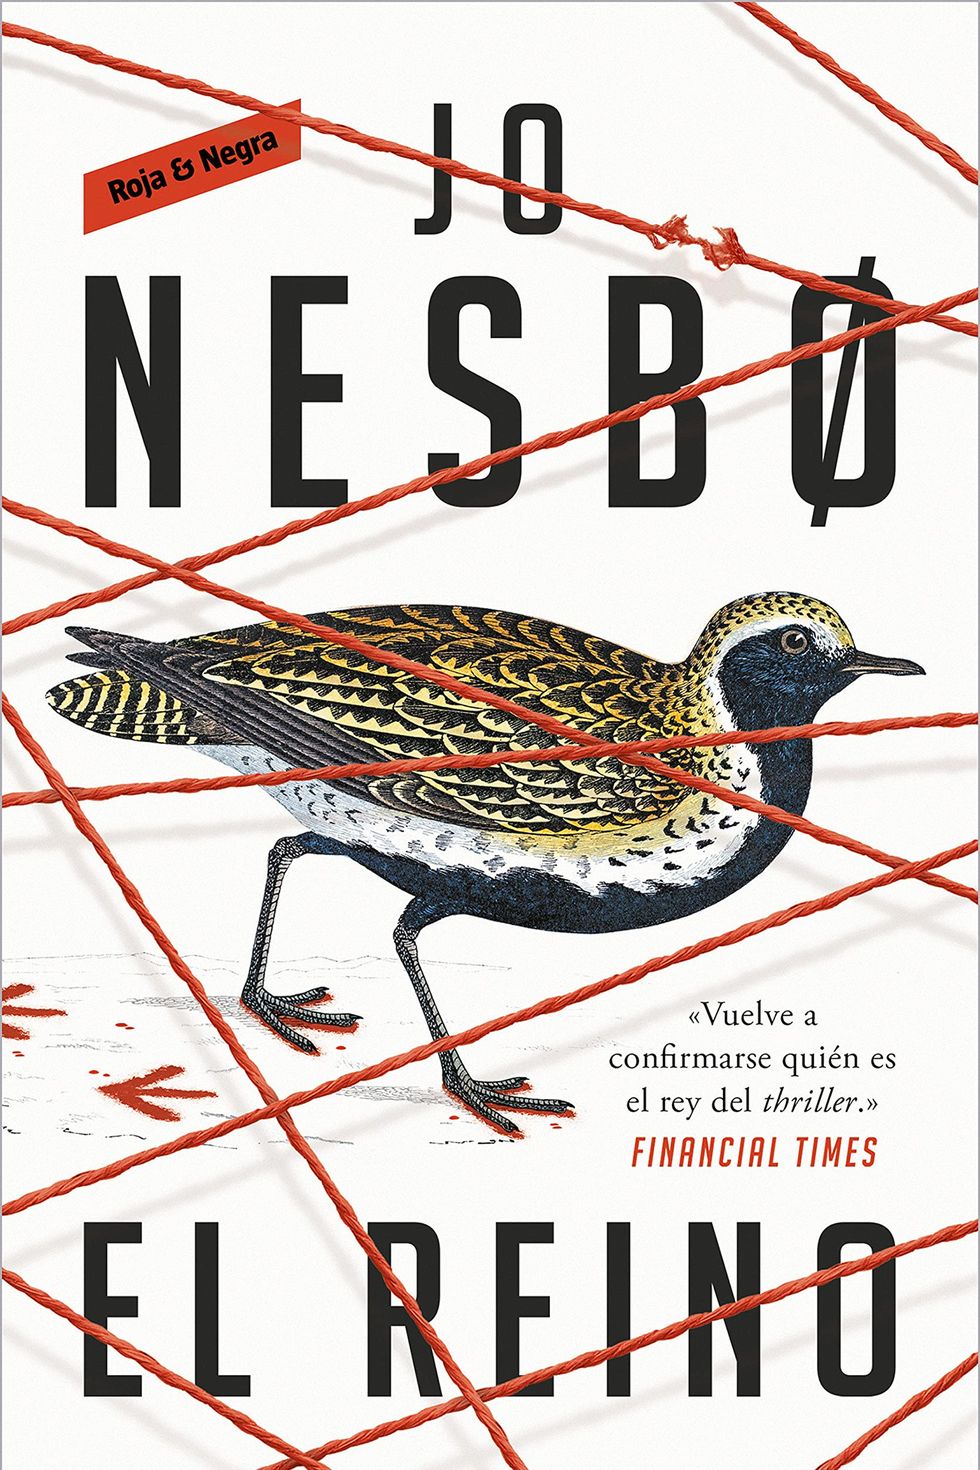 Roja & Negra
JO
NESBØ
«Vuelve a
confirmarse quién es
el rey del thriller.»
FINANCIAL TIMES
EL REINO